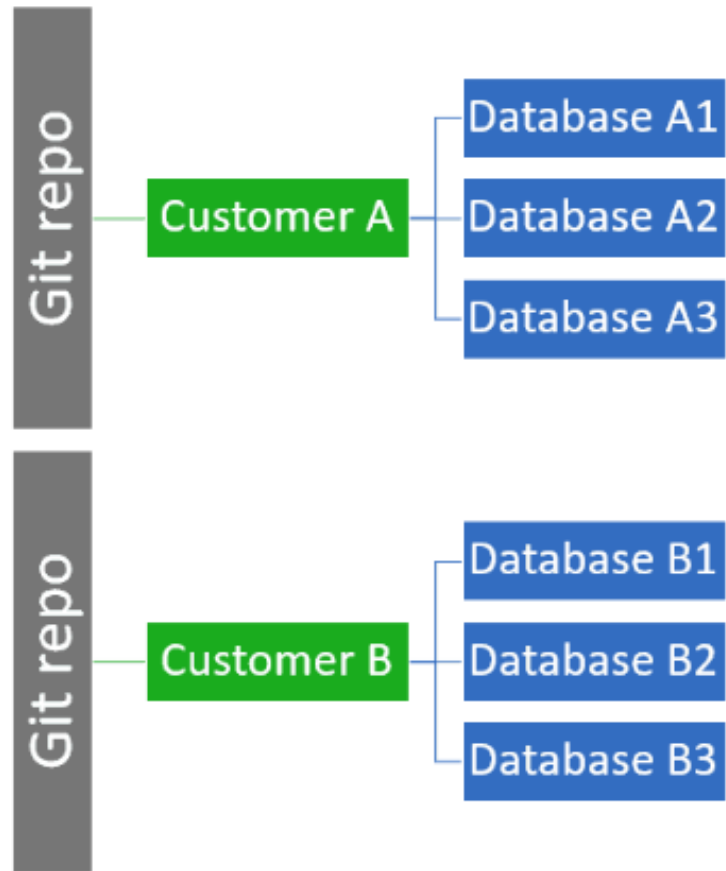 Git repo
Customer A
Database A1
Database A2
Database A3
Git repo
Customer B
Database B1
Database B2
Database B3